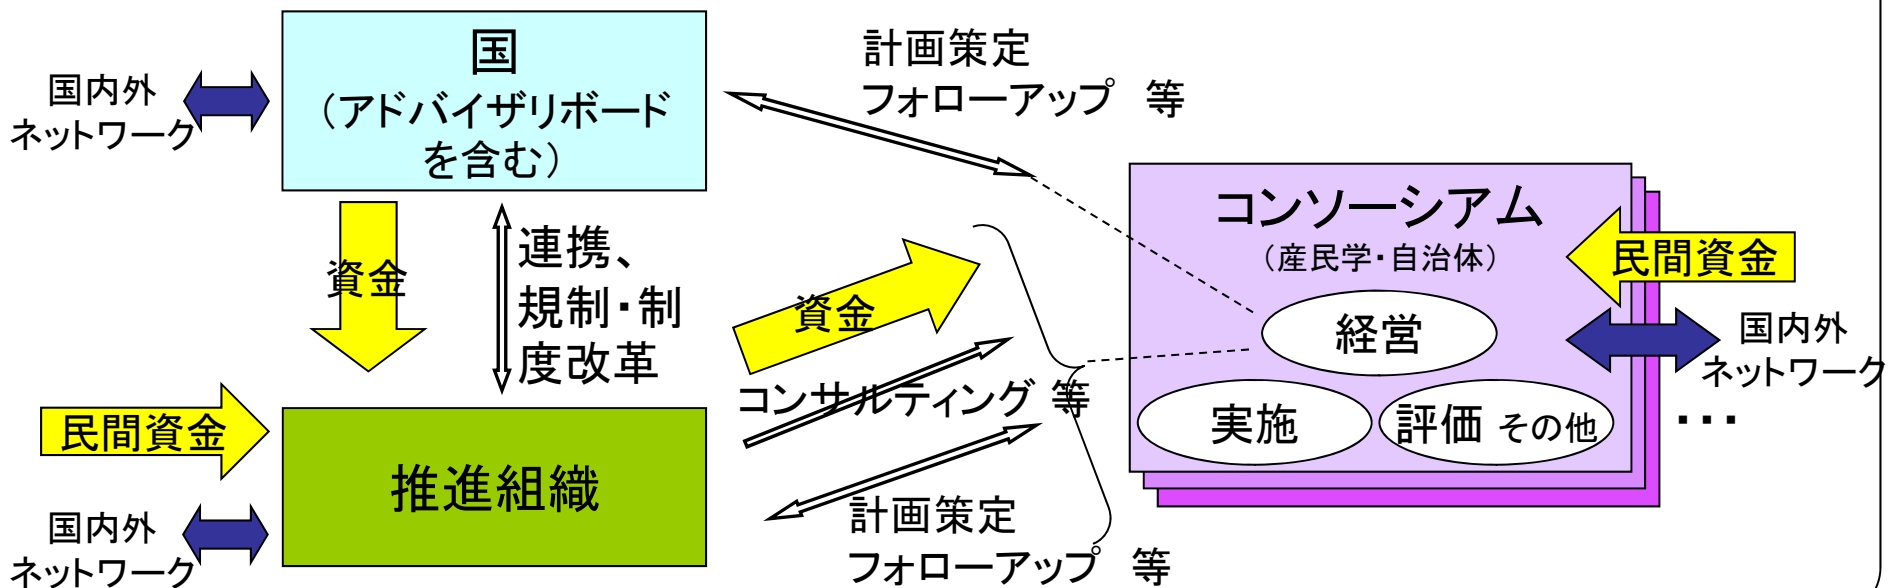 国
（アドバイザリボード
を含む）
国内外
ネットワーク
計画策定
フォローアップ 等
資金
連携、
規制・制
度改革
資金
コンサルティング 等
民間資金
推進組織
国内外
ネットワーク
計画策定
フォローアップ 等
コンソーシアム
（産民学・自治体）
民間資金
経営
実施
評価 その他
国内外
ネットワーク
・・・